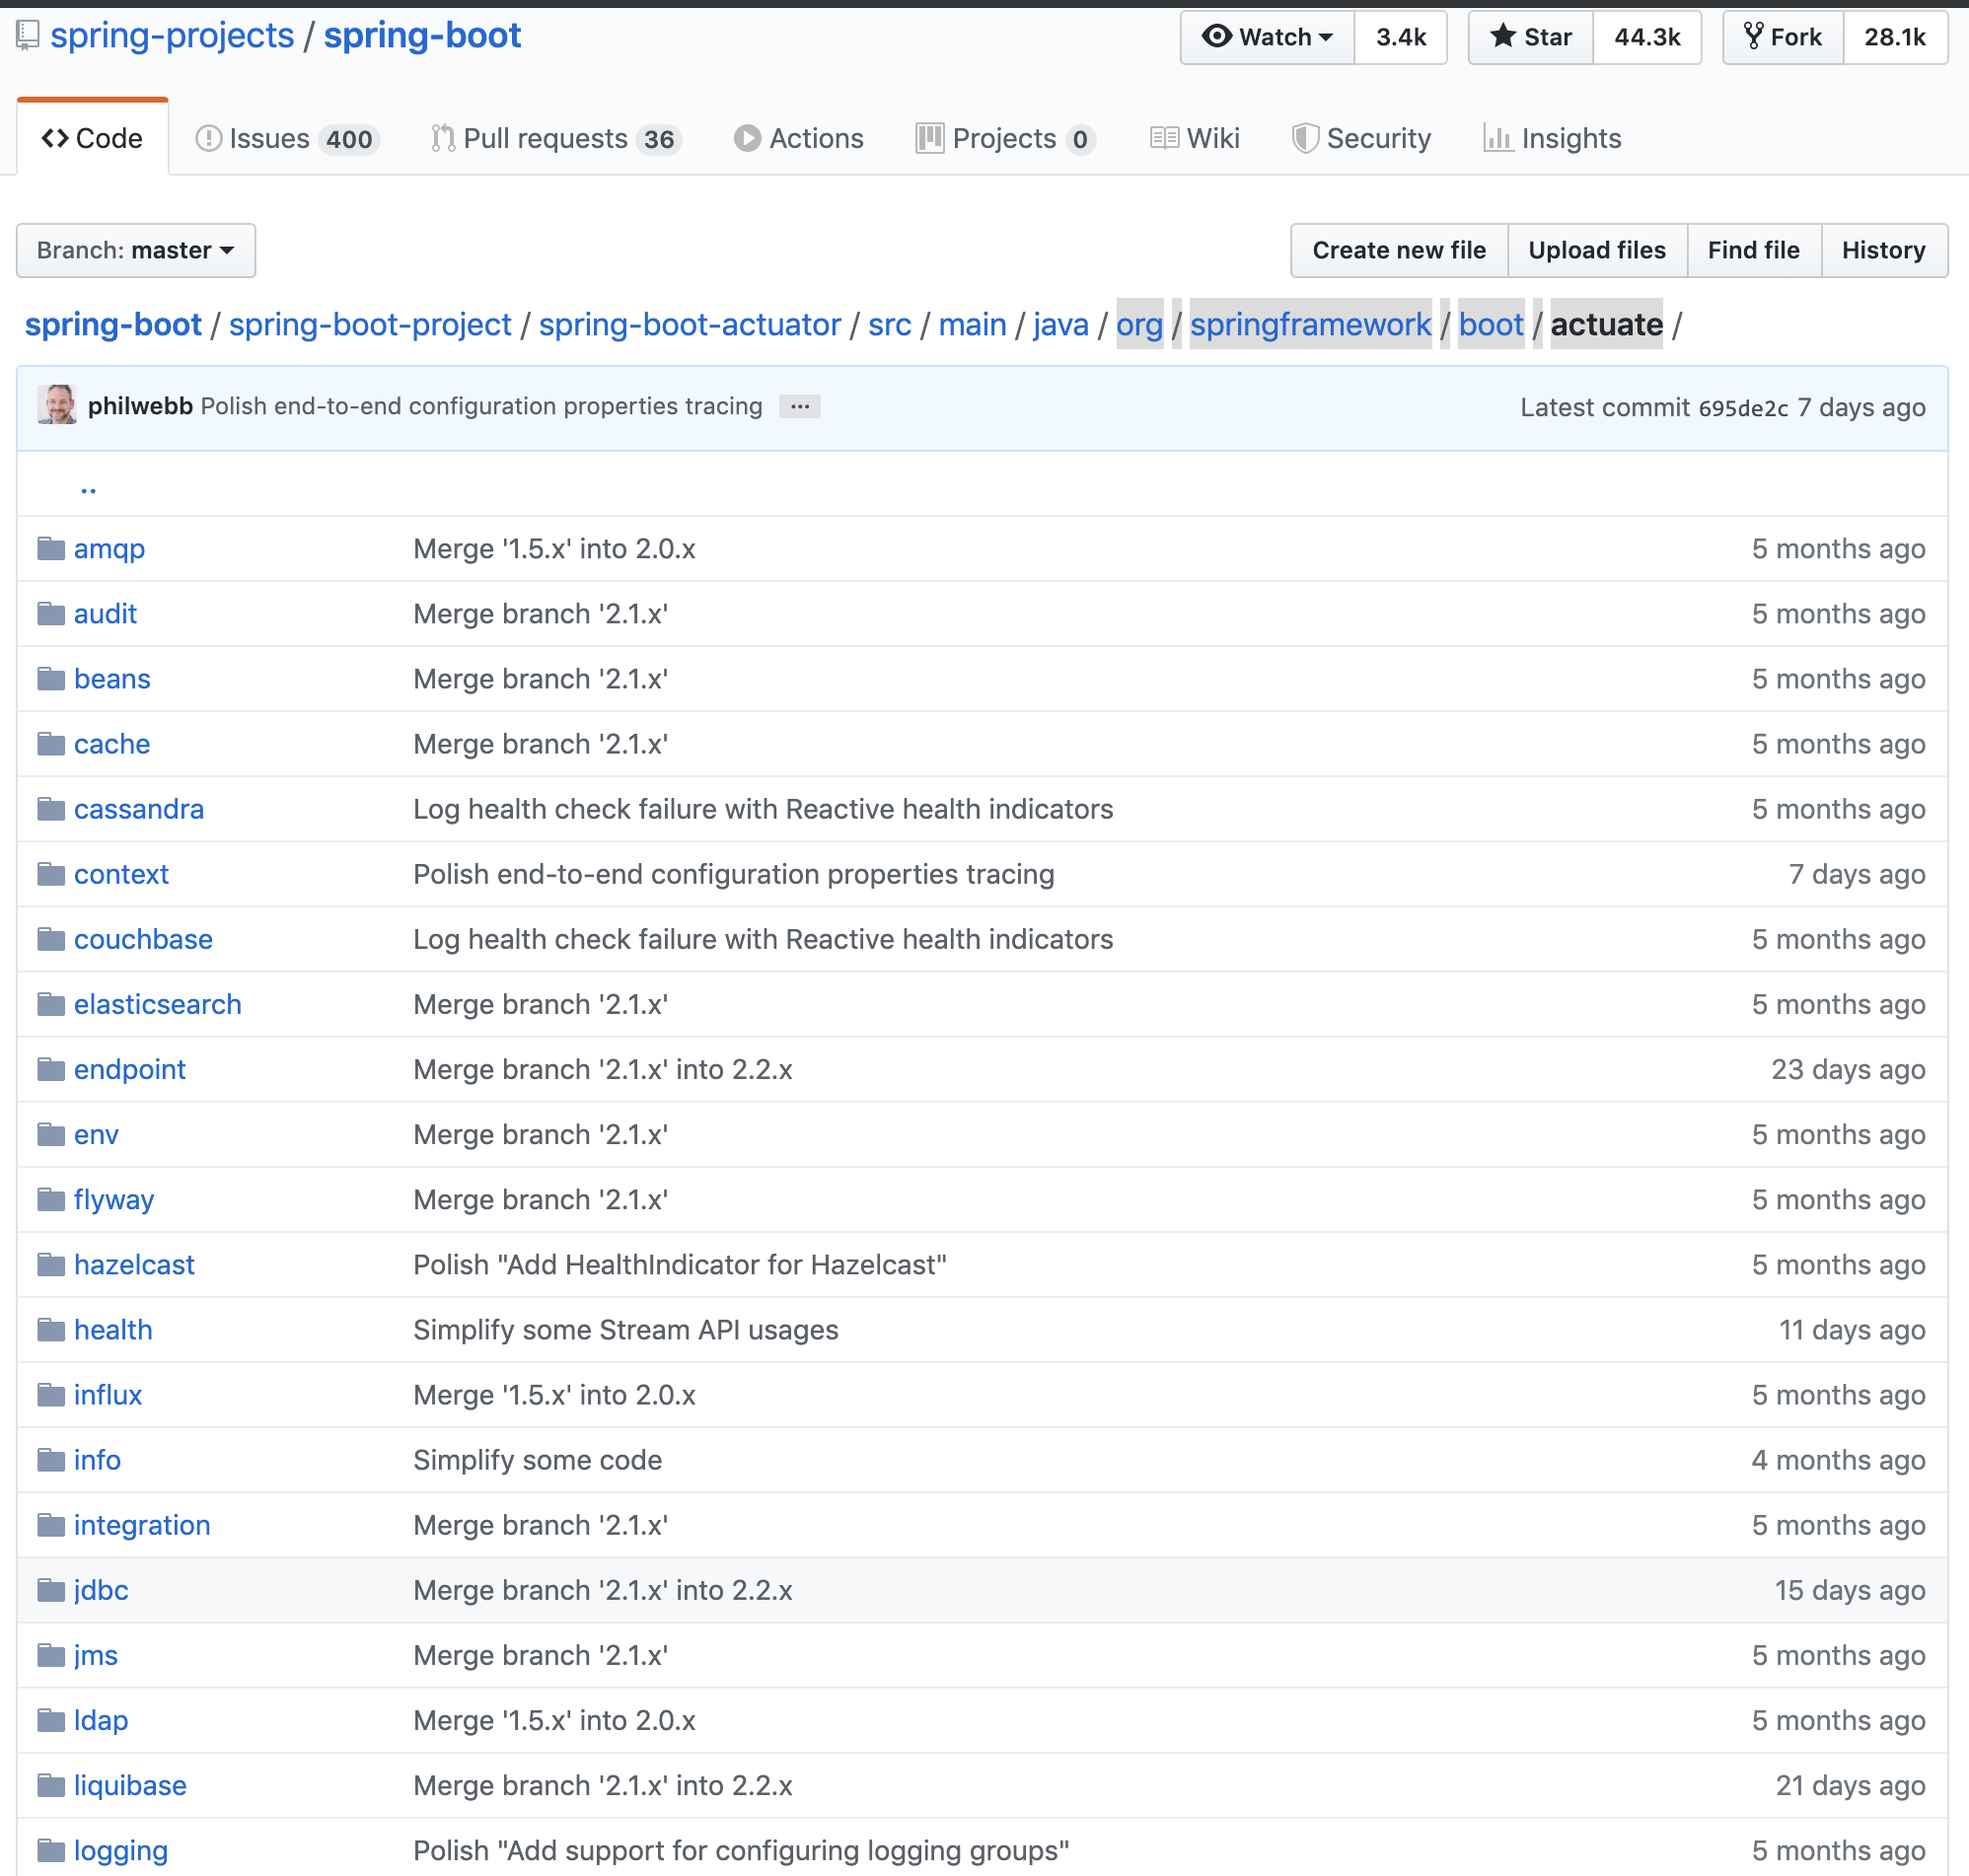 spring-projects / spring-boot
Watch 3.4k Star 44.3k Fork 28.1k
Code Issues 400 Pull requests 36 Actions Projects 0 Wiki Security Insights
Branch: master Create new file Upload files Find file History
spring-boot / spring-boot-project / spring-boot-actuator / src / main / java / org / springframework / boot / actuate /
philwebb Polish end-to-end configuration properties tracing ... Latest commit 695de2c 7 days ago
..
amqp Merge '1.5.x' into 2.0.x 5 months ago
audit Merge branch '2.1.x' 5 months ago
beans Merge branch '2.1.x' 5 months ago
cache Merge branch '2.1.x' 5 months ago
cassandra Log health check failure with Reactive health indicators 5 months ago
context Polish end-to-end configuration properties tracing 7 days ago
couchbase Log health check failure with Reactive health indicators 5 months ago
elasticsearch Merge branch '2.1.x' 5 months ago
endpoint Merge branch '2.1.x' into 2.2.x 23 days ago
env Merge branch '2.1.x' 5 months ago
flyway Merge branch '2.1.x' 5 months ago
hazelcast Polish "Add HealthIndicator for Hazelcast" 5 months ago
health Simplify some Stream API usages 11 days ago
influx Merge '1.5.x' into 2.0.x 5 months ago
info Simplify some code 4 months ago
integration Merge branch '2.1.x' 5 months ago
jdbc Merge branch '2.1.x' into 2.2.x 15 days ago
jms Merge branch '2.1.x' 5 months ago
ldap Merge '1.5.x' into 2.0.x 5 months ago
liquibase Merge branch '2.1.x' into 2.2.x 21 days ago
logging Polish "Add support for configuring logging groups" 5 months ago